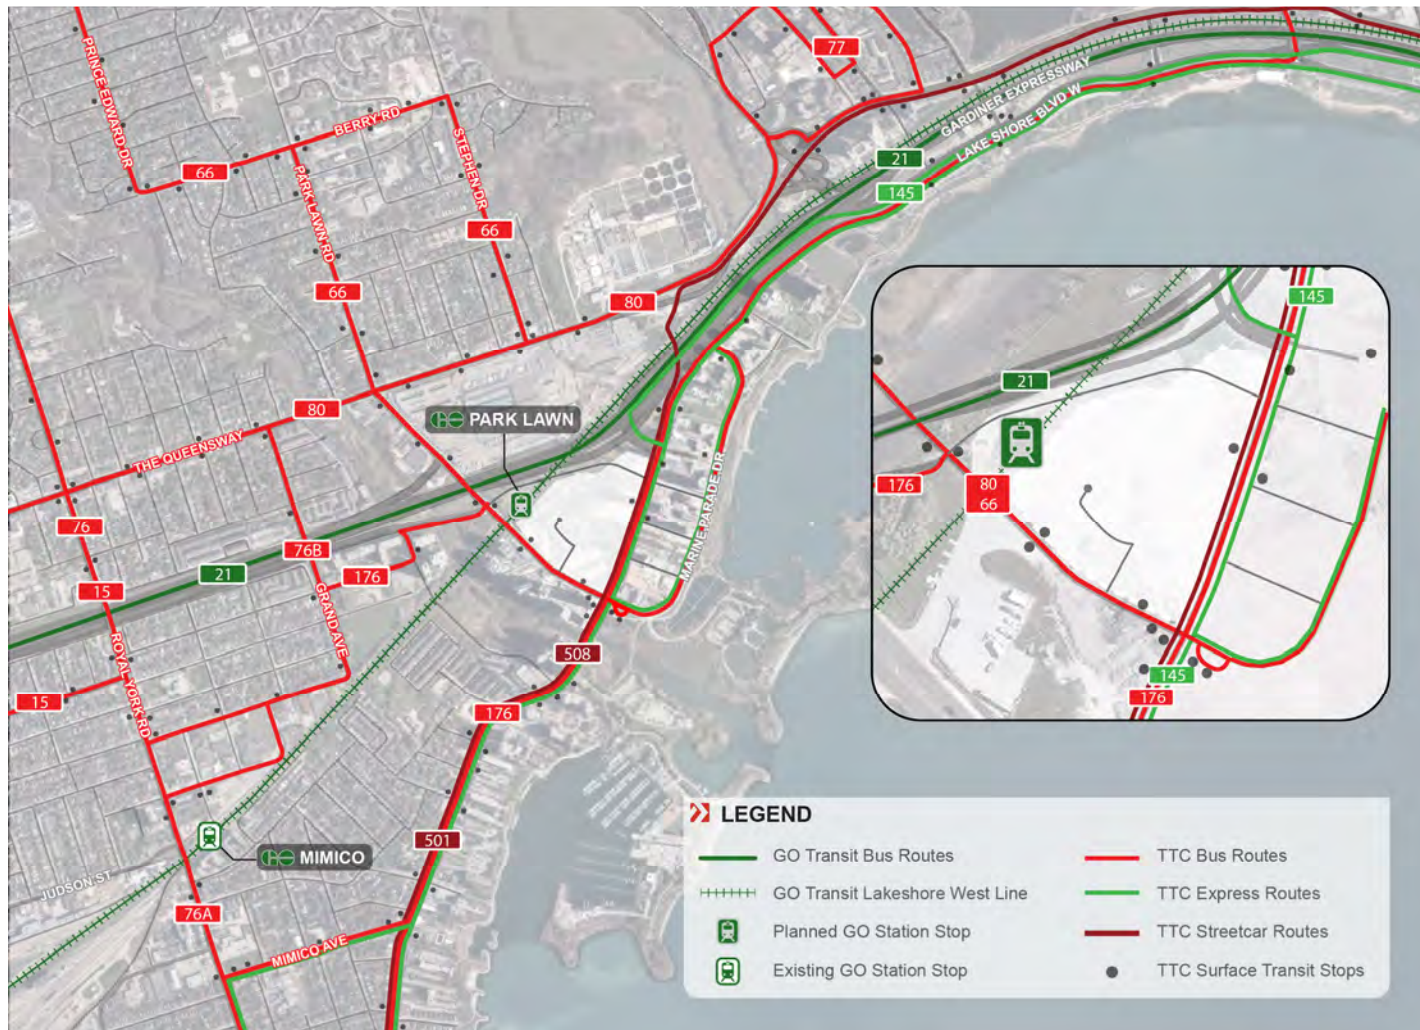 77
PRINCE EDWARD DR
BERRY RD
STEPHEN DR
GARDINER EXPRESSWAY
LAKE SHORE BLVD W
21
66
PARK LAWN RD
145
66
66
80
145
21
80
GO PARK LAWN
THE QUEENSWAY
176
80
66
MARINE PARADE DR
76
76B
21
176
15
GRAND AVE
ROYAL YORK RD
508
145
176
15
176
LEGEND
501
GO MIMICO
GO Transit Bus Routes
TTC Bus Routes
JUDSON ST
GO Transit Lakeshore West Line
TTC Express Routes
76A
Planned GO Station Stop
TTC Streetcar Routes
MIMICO AVE
Existing GO Station Stop
TTC Surface Transit Stops